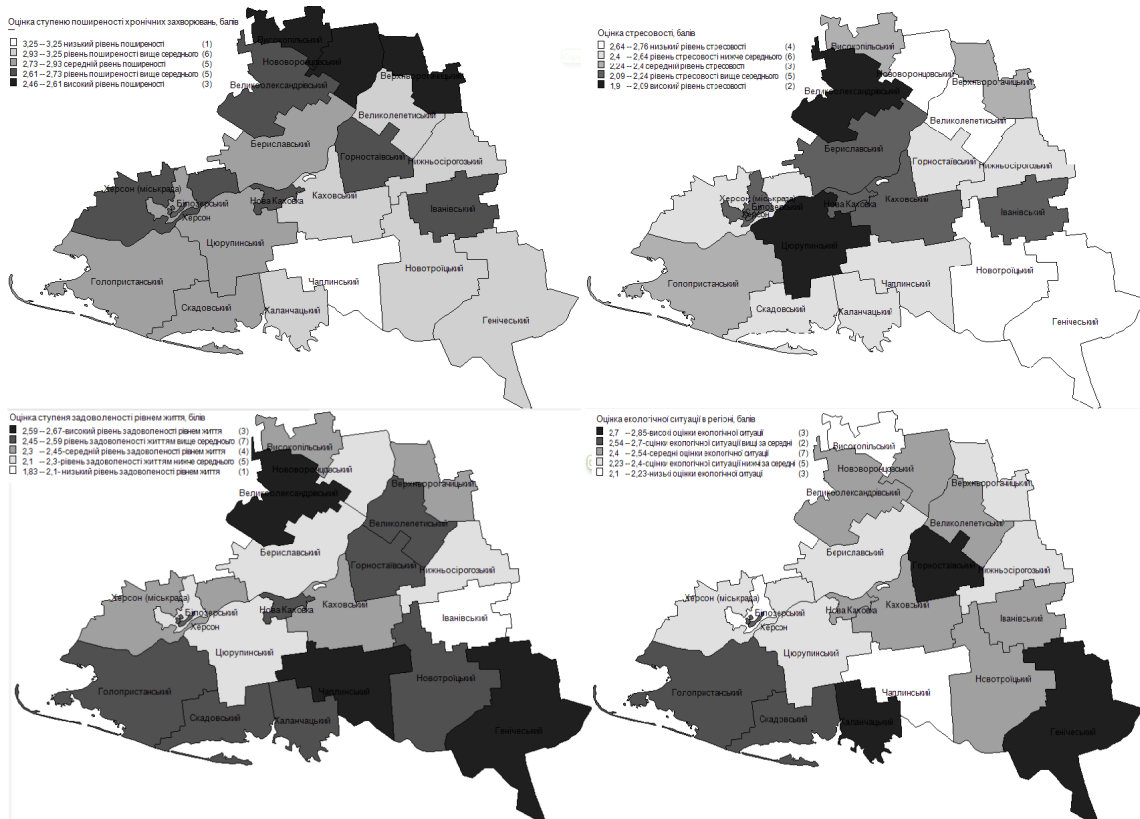 Оцінка ступеню поширеності хронічних захворювань, балів
3,25 – 3,25 низький рівень поширеності (1)
2,93 – 3,25 рівень поширеності вище середнього (6)
2,73 – 2,93 середній рівень поширеності (5)
2,61 – 2,73 рівень поширеності вище середнього (5)
2,46 – 2,61 високий рівень поширеності (3)
Високопільський
Нововоронцовський
Верхньорогачицький
Великоолександрівський
Великолепетиський
Бериславський
Горностаївський
Нижньосірогозький
Херсон (міськрада)
Білозерський
Херсон
Нова Каховка
Каховський
Іванівський
Цюрупинський
Голопристанський
Чаплинський
Новотроїцький
Скадовський
Каланчацький
Генічеський
Оцінка стресовості, балів
2,64 – 2,76 низький рівень стресовості (4)
2,4 – 2,64 рівень стресовості нижче середнього (6)
2,24 – 2,4 середній рівень стресовості (3)
2,09 – 2,24 рівень стресовості вище середнього (5)
1,9 – 2,09 високий рівень стресовості (2)
Високопільський
Нововоронцовський
Верхньорогачицький
Великоолександрівський
Великолепетиський
Бериславський
Горностаївський
Нижньосірогозький
Херсон (міськрада)
Білозерський
Херсон
Нова Каховка
Каховський
Іванівський
Цюрупинський
Голопристанський
Чаплинський
Новотроїцький
Скадовський
Каланчацький
Генічеський
Оцінка ступеня задоволеності рівнем життя, балів
2,59 – 2,67-високий рівень задоволеності рівнем життя (3)
2,45 – 2,59 рівень задоволеності життям вище середнього (7)
2,3 – 2,45-середній рівень задоволеності рівнем життя (4)
2,1 – 2,3-рівень задоволеності життям нижче середнього (5)
1,83 – 2,1- низький рівень задоволеності рівнем життя (1)
Високопільський
Нововоронцовський
Верхньорогачицький
Великоолександрівський
Великолепетиський
Бериславський
Горностаївський
Нижньосірогозький
Херсон (міськрада)
Білозерський
Херсон
Нова Каховка
Каховський
Іванівський
Цюрупинський
Голопристанський
Чаплинський
Новотроїцький
Скадовський
Каланчацький
Генічеський
Оцінка екологічної ситуації в регіоні, балів
2,7 – 2,85-високі оцінки екологічної ситуації (3)
2,54 – 2,7-оцінки екологічної ситуації вищі за середні (2)
2,4 – 2,54-середні оцінки екологічної ситуації (7)
2,23 – 2,4-оцінки екологічної ситуації нижчі за середні (5)
2,1 – 2,23-низькі оцінки екологічної ситуації (3)
Високопільський
Нововоронцовський
Верхньорогачицький
Великоолександрівський
Великолепетиський
Бериславський
Горностаївський
Нижньосірогозький
Херсон (міськрада)
Білозерський
Херсон
Нова Каховка
Каховський
Іванівський
Цюрупинський
Голопристанський
Чаплинський
Новотроїцький
Скадовський
Каланчацький
Генічеський